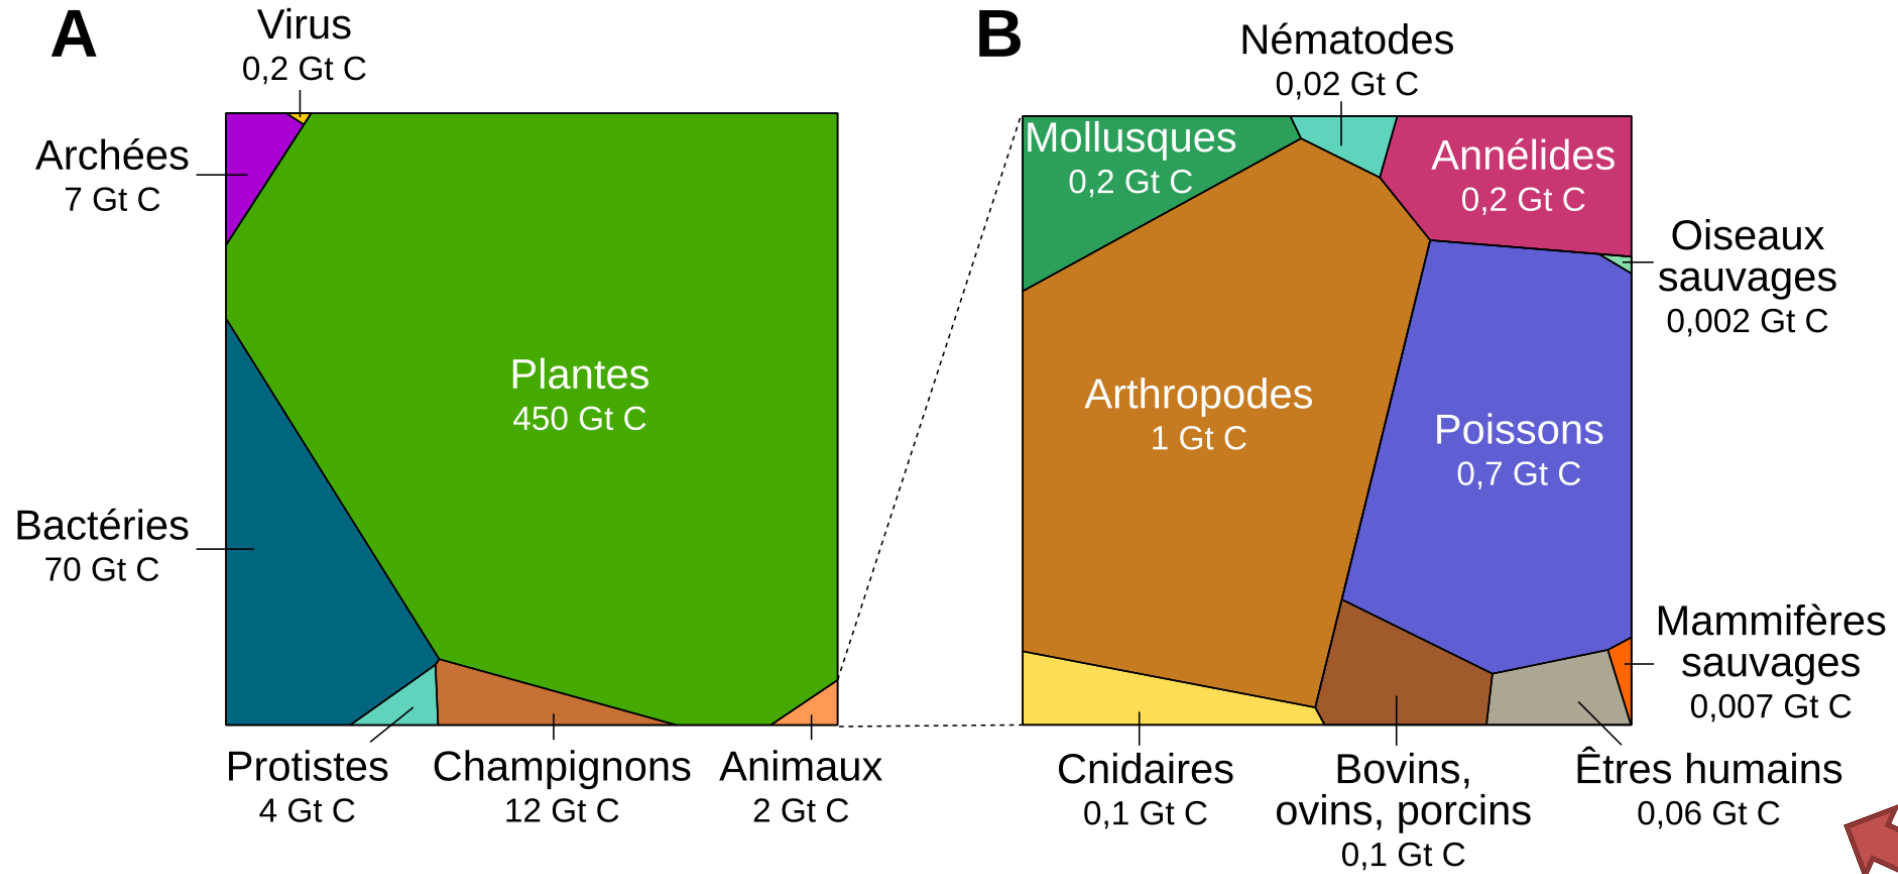 A
Virus
0,2 Gt C
Archées
7 Gt C
Plantes
450 Gt C
Bactéries
70 Gt C
Protistes
4 Gt C
Champignons
12 Gt C
Animaux
2 Gt C
B
Nématodes
0,02 Gt C
Mollusques
0,2 Gt C
Annélides
0,2 Gt C
Oiseaux
sauvages
0,002 Gt C
Arthropodes
1 Gt C
Poissons
0,7 Gt C
Mammifères
sauvages
0,007 Gt C
Cnidaires
0,1 Gt C
Bovins,
ovins, porcins
0,1 Gt C
Êtres humains
0,06 Gt C